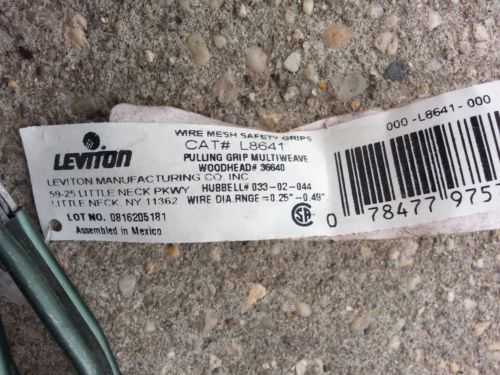 WIRE MESH SAFETY GRIPS
CAT# L8641
PULLING GRIP MULTIWEAVE
WOODHEAD# 36640
LEVITON
LEVITON MANUFACTURING CO. INC
59-25 LITTLE NECK PKWY HUBBELL# 033-02-044
LITTLE NECK, NY 11362 WIRE DIA.RNGE =0.25"-0.49"
LOT NO. 0816205181
Assembled in Mexico
SA
000-L8641-000
0 78477 975